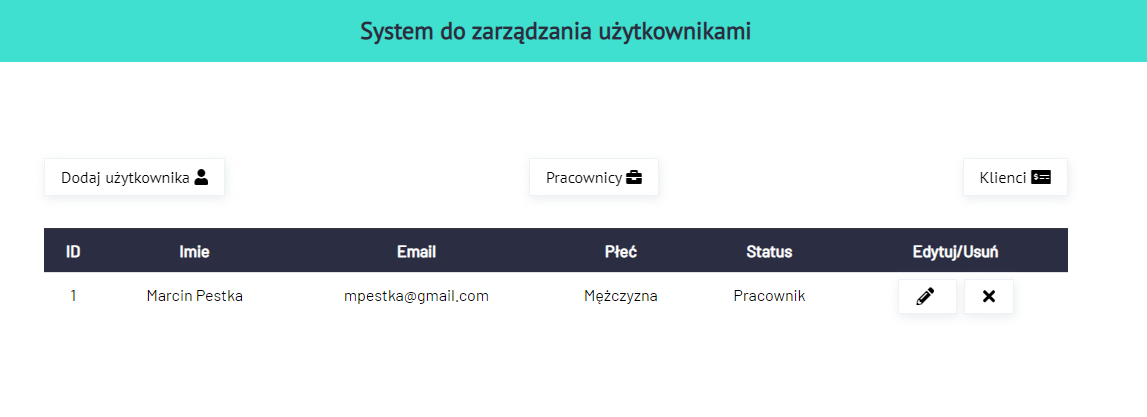 System do zarządzania użytkownikami
Dodaj użytkownika Pracownicy Klienci
ID Imie Email Płeć Status Edytuj/Usuń
1 Marcin Pestka mpestka@gmail.com Mężczyzna Pracownik